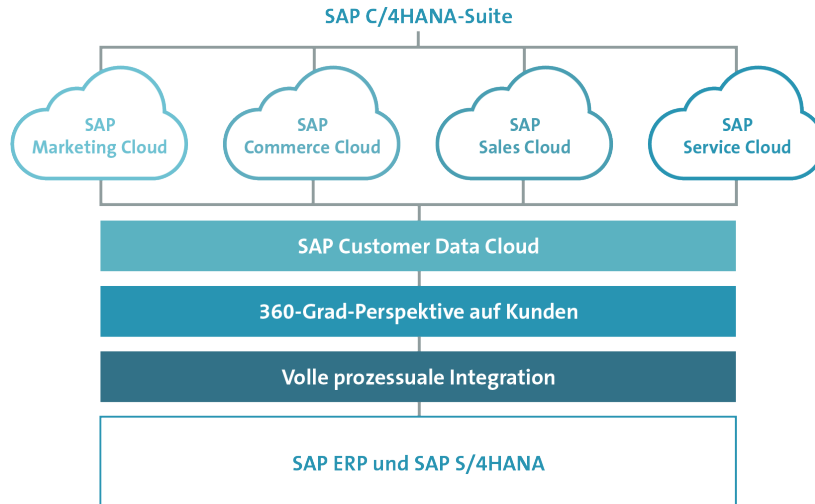 SAP C/4HANA-Suite
SAP
Marketing Cloud
SAP
Commerce Cloud
SAP
Sales Cloud
SAP
Service Cloud
SAP Customer Data Cloud
360-Grad-Perspektive auf Kunden
Volle prozessuale Integration
SAP ERP und SAP S/4HANA